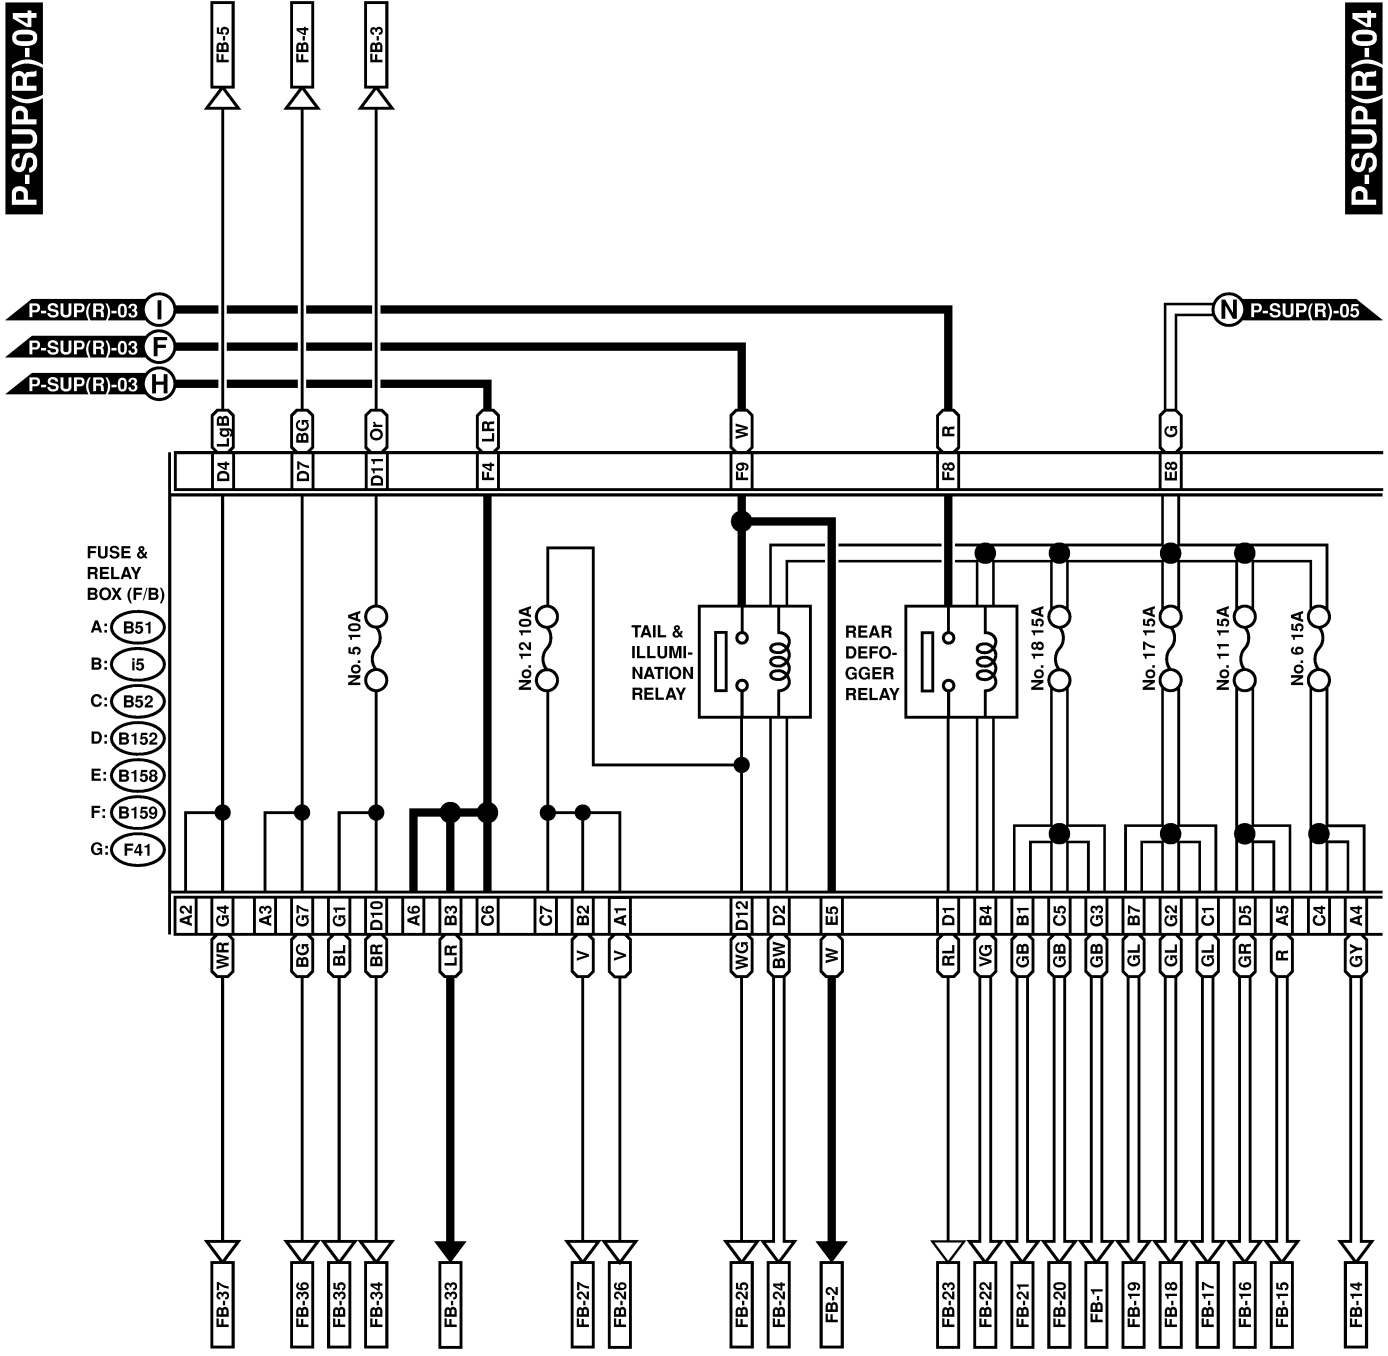 P-SUP(R)-04
P-SUP(R)-04
FB-5
FB-4
FB-3
P-SUP(R)-03 I
P-SUP(R)-03 F
P-SUP(R)-03 H
N P-SUP(R)-05
LgB
BG
Or
LR
W
R
G
D4
D7
D11
F4
F9
F8
E8
FUSE &
RELAY
BOX (F/B)
A: B51
B: i5
C: B52
D: B152
E: B158
F: B159
G: F41
No. 5 10A
No. 12 10A
TAIL &
ILLUMI-
NATION
RELAY
REAR
DEFO-
GGER
RELAY
No. 18 15A
No. 17 15A
No. 11 15A
No. 6 15A
A2
G4
A3
G7
G1
D10
A6
B3
C6
C7
B2
A1
D12
D2
E5
D1
B4
B1
C5
G3
B7
G2
C1
D5
A5
C4
A4
WR
BG
BL
BR
LR
V
V
WG
BW
W
RL
VG
GB
GB
GB
GL
GL
GL
GR
R
GY
FB-37
FB-36
FB-35
FB-34
FB-33
FB-27
FB-26
FB-25
FB-24
FB-2
FB-23
FB-22
FB-21
FB-20
FB-1
FB-19
FB-18
FB-17
FB-16
FB-15
FB-14